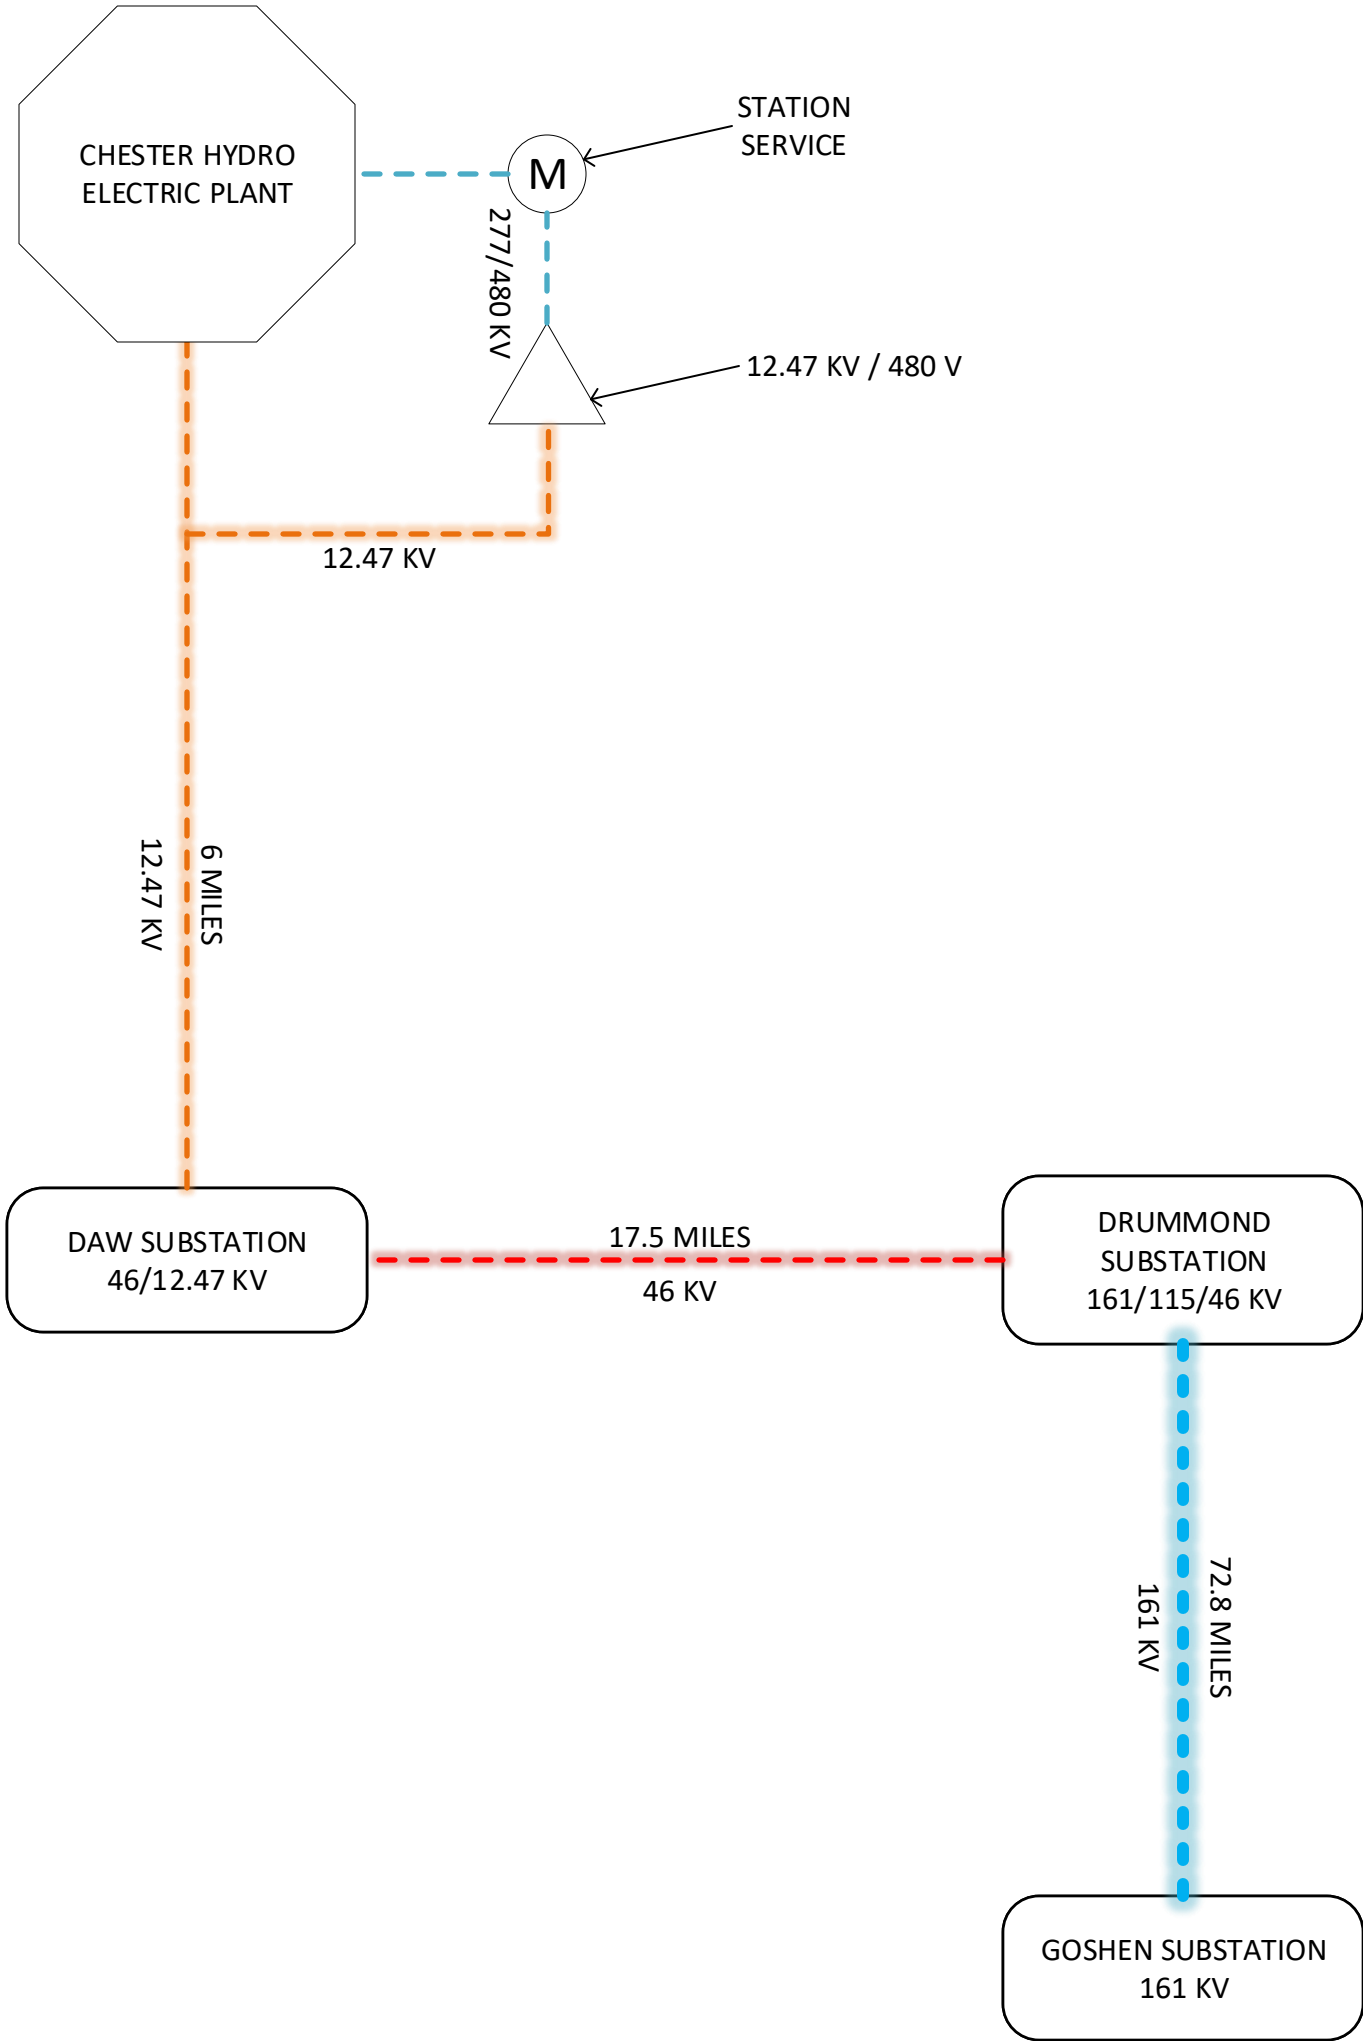 CHESTER HYDRO
ELECTRIC PLANT
STATION
SERVICE
M
277/480 KV
12.47 KV / 480 V
12.47 KV
12.47 KV
6 MILES
DAW SUBSTATION
46/12.47 KV
17.5 MILES
46 KV
DRUMMOND
SUBSTATION
161/115/46 KV
161 KV
72.8 MILES
GOSHEN SUBSTATION
161 KV